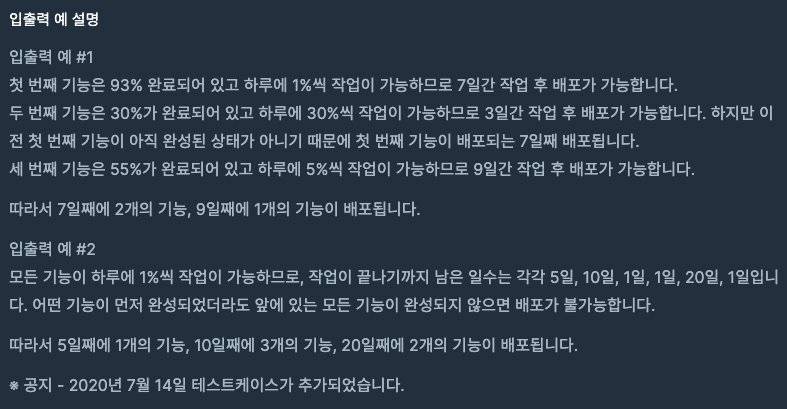 입출력 예 설명
입출력 예 #1
첫 번째 기능은 93% 완료되어 있고 하루에 1%씩 작업이 가능하므로 7일간 작업 후 배포가 가능합니다.
두 번째 기능은 30%가 완료되어 있고 하루에 30%씩 작업이 가능하므로 3일간 작업 후 배포가 가능합니다. 하지만 이
전 첫 번째 기능이 아직 완성된 상태가 아니기 때문에 첫 번째 기능이 배포되는 7일째 배포됩니다.
세 번째 기능은 55%가 완료되어 있고 하루에 5%씩 작업이 가능하므로 9일간 작업 후 배포가 가능합니다.
따라서 7일째에 2개의 기능, 9일째에 1개의 기능이 배포됩니다.
입출력 예 #2
모든 기능이 하루에 1%씩 작업이 가능하므로, 작업이 끝나기까지 남은 일수는 각각 5일, 10일, 1일, 1일, 20일, 1일입니
다. 어떤 기능이 먼저 완성되었더라도 앞에 있는 모든 기능이 완성되지 않으면 배포가 불가능합니다.
따라서 5일째에 1개의 기능, 10일째에 3개의 기능, 20일째에 2개의 기능이 배포됩니다.
※ 공지 - 2020년 7월 14일 테스트케이스가 추가되었습니다.